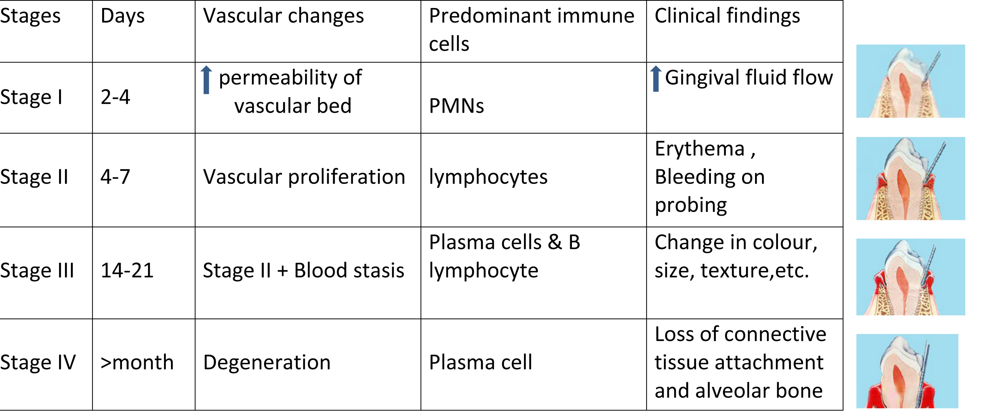 Stages
Days
Vascular changes
Predominant immune
cells
Clinical findings
Stage I
2-4
permeability of
vascular bed
PMNs
Gingival fluid flow
Stage II
4-7
Vascular proliferation
lymphocytes
Erythema ,
Bleeding on
probing
Stage III
14-21
Stage II + Blood stasis
Plasma cells & B
lymphocyte
Change in colour,
size, texture,etc.
Stage IV
>month
Degeneration
Plasma cell
Loss of connective
tissue attachment
and alveolar bone